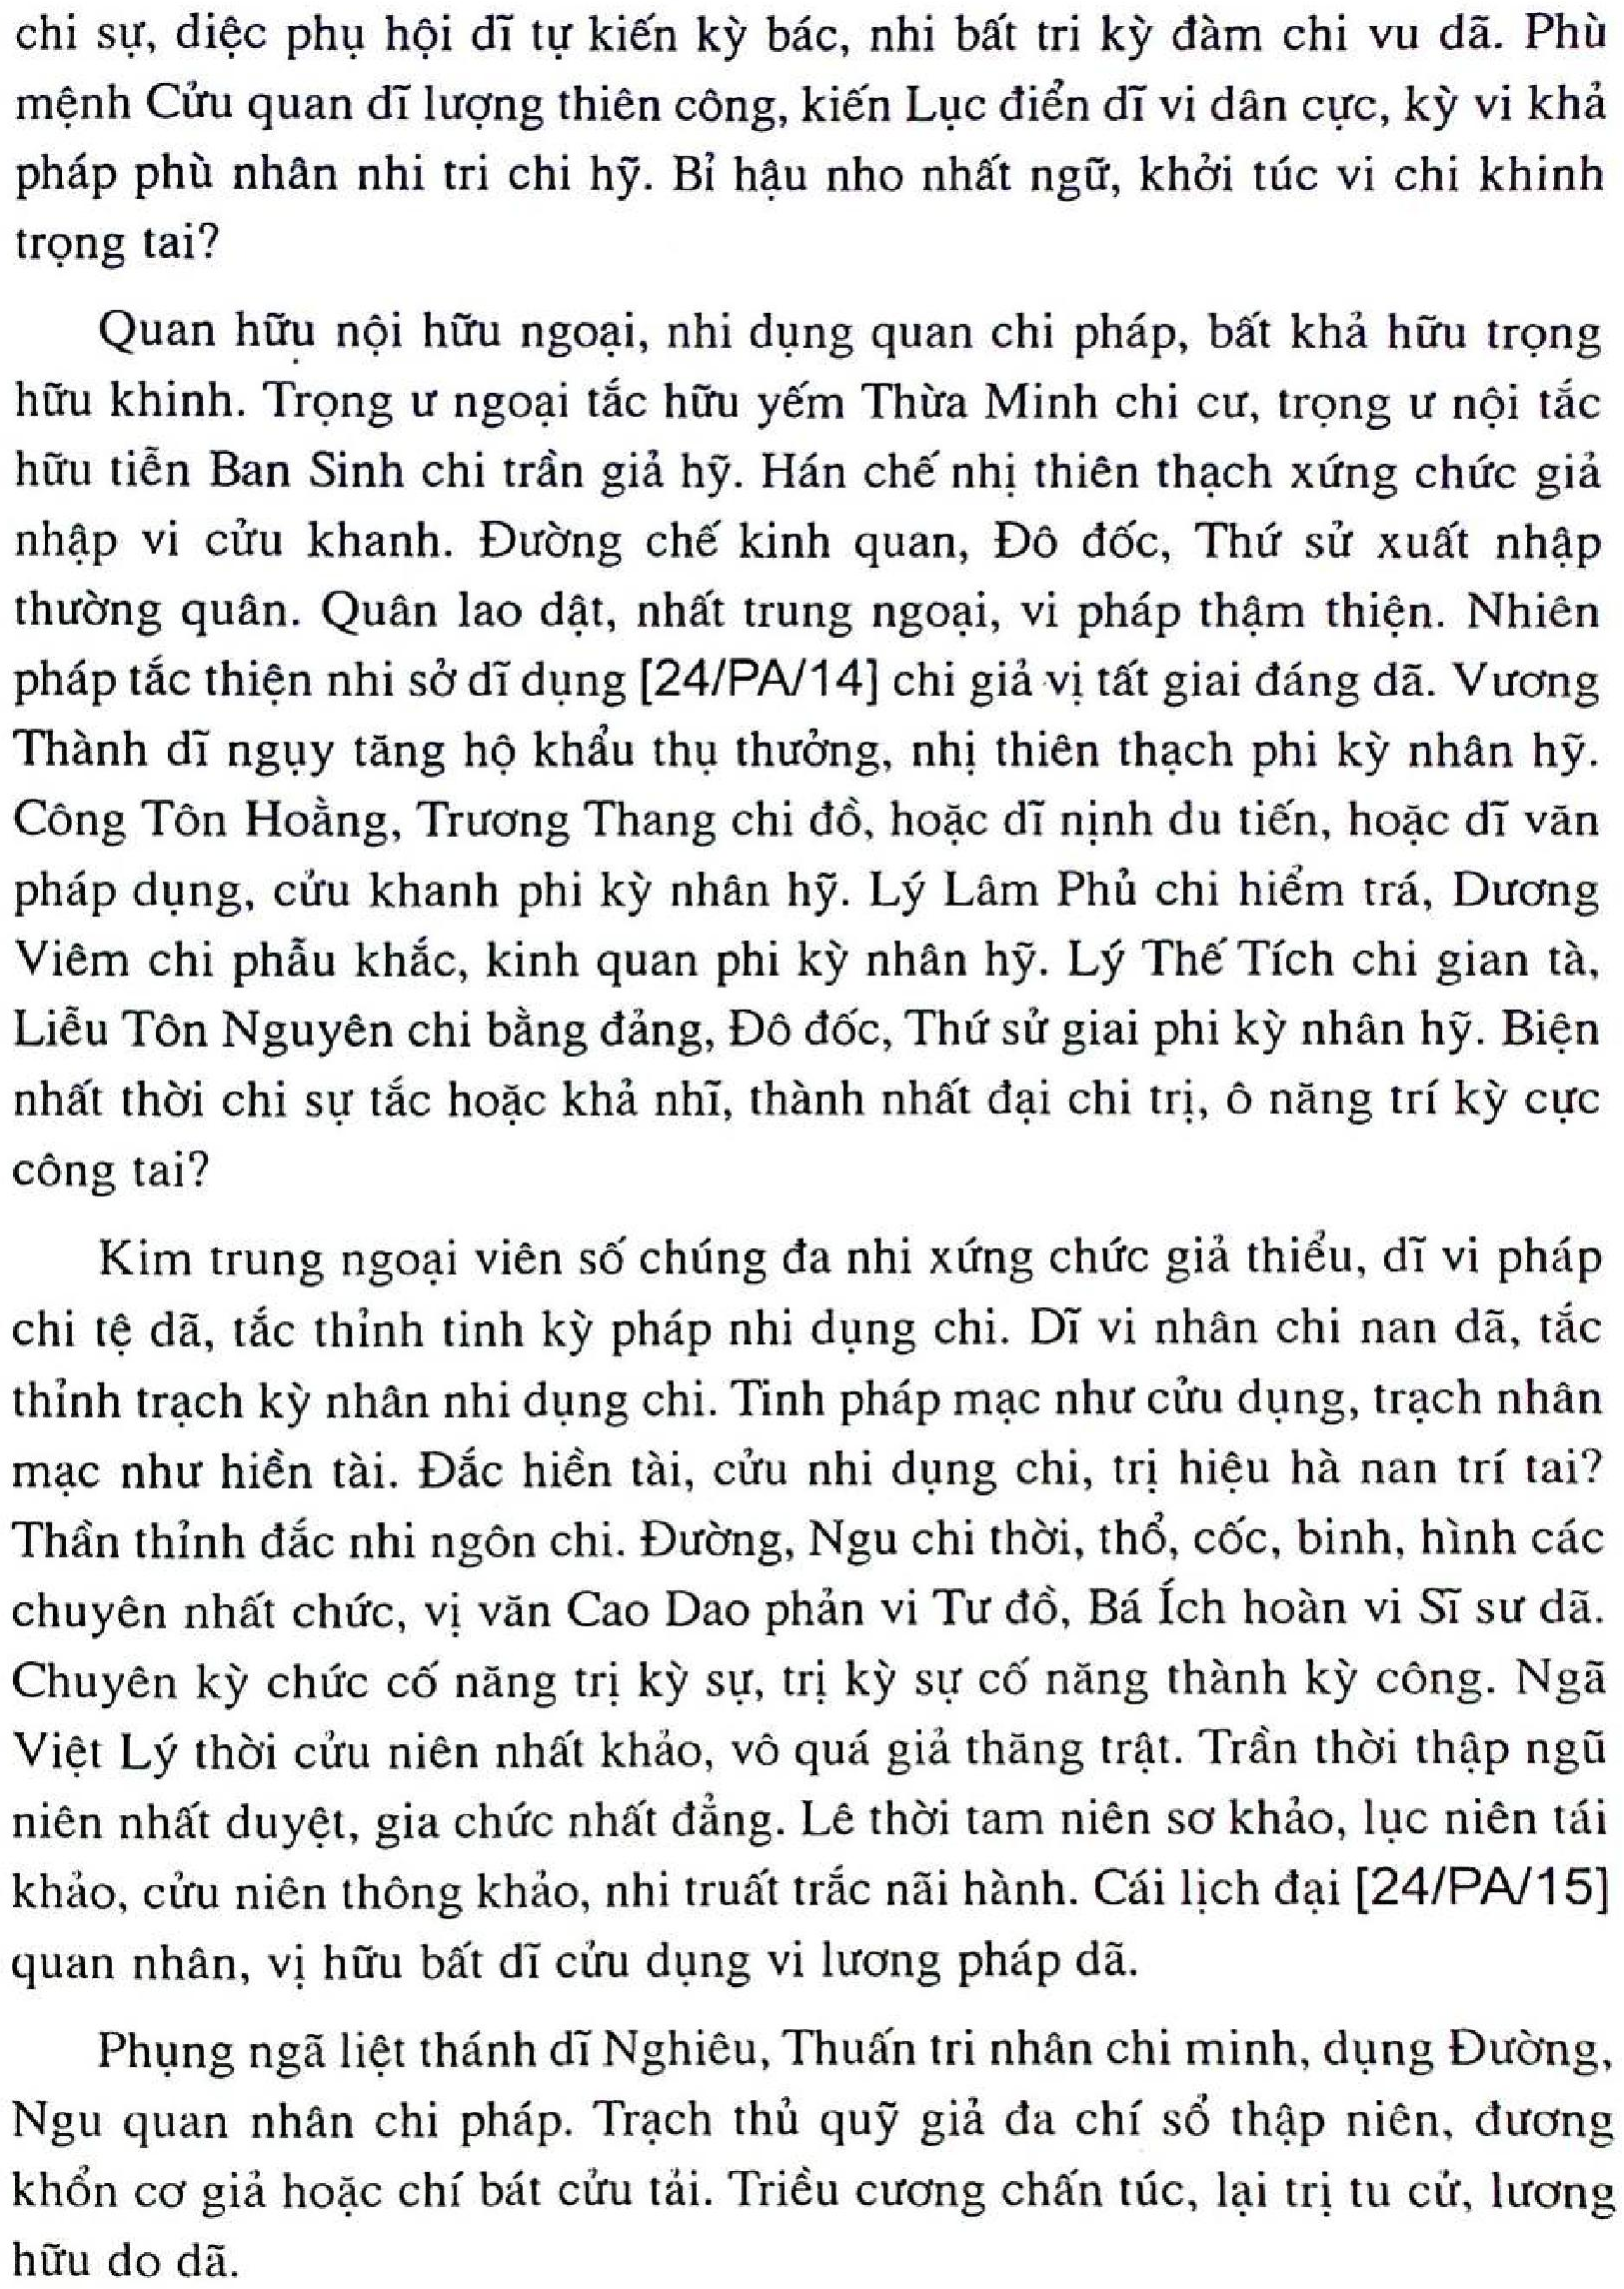 chi sự, diệc phụ hội dĩ tự kiến kỳ bác, nhi bất tri kỳ đàm chi vu dã. Phù
mệnh Cửu quan dĩ lượng thiên công, kiến Lục điển dĩ vi dân cực, kỳ vi khả
pháp phù nhân nhi tri chi hỹ. Bỉ hậu nho nhất ngữ, khởi túc vi chi khinh
trọng tai?
Quan hữu nội hữu ngoại, nhi dụng quan chi pháp, bất khả hữu trọng
hữu khinh. Trọng ư ngoại tắc hữu yếm Thừa Minh chi cư, trọng ư nội tắc
hữu tiễn Ban Sinh chi trần giả hỹ. Hán chế nhị thiên thạch xứng chức giả
nhập vi cửu khanh. Đường chế kinh quan, Đô đốc, Thứ sử xuất nhập
thường quân. Quân lao dật, nhất trung ngoại, vi pháp thậm thiện. Nhiên
pháp tắc thiện nhi sở dĩ dụng [24/PA/14] chi giả vị tất giai đáng dã. Vương
Thành dĩ ngụy tăng hộ khẩu thụ thưởng, nhị thiên thạch phi kỳ nhân hỹ.
Công Tôn Hoằng, Trương Thang chi đồ, hoặc dĩ nịnh du tiến, hoặc dĩ văn
pháp dụng, cửu khanh phi kỳ nhân hỹ. Lý Lâm Phủ chi hiểm trá, Dương
Viêm chi phẫu khắc, kinh quan phi kỳ nhân hỹ. Lý Thế Tích chi gian tà,
Liễu Tôn Nguyên chi bằng đảng, Đô đốc, Thứ sử giai phi kỳ nhân hỹ. Biện
nhất thời chi sự tắc hoặc khả nhĩ, thành nhất đại chi trị, ô năng trí kỳ cực
công tai?
Kim trung ngoại viên số chúng đa nhi xứng chức giả thiểu, dĩ vi pháp
chi tệ dã, tắc thỉnh tinh kỳ pháp nhi dụng chi. Dĩ vi nhân chi nan dã, tắc
thỉnh trạch kỳ nhân nhi dụng chi. Tinh pháp mạc như cửu dụng, trạch nhân
mạc như hiền tài. Đắc hiền tài, cửu nhi dụng chi, trị hiệu hà nan trí tai?
Thần thỉnh đắc nhi ngôn chi. Đường, Ngu chi thời, thổ, cốc, binh, hình các
chuyên nhất chức, vị văn Cao Dao phản vi Tư đồ, Bá Ích hoàn vi Sĩ sư dã.
Chuyên kỳ chức cố năng trị kỳ sự, trị kỳ sự cố năng thành kỳ công. Ngã
Việt Lý thời cửu niên nhất khảo, vô quá giả thăng trật. Trần thời thập ngũ
niên nhất duyệt, gia chức nhất đẳng. Lê thời tam niên sơ khảo, lục niên tái
khảo, cửu niên thông khảo, nhi truất trắc nãi hành. Cái lịch đại [24/PA/15]
quan nhân, vị hữu bất dĩ cửu dụng vi lương pháp dã.
Phụng ngã liệt thánh dĩ Nghiêu, Thuấn tri nhân chi minh, dụng Đường,
Ngu quan nhân chi pháp. Trạch thủ quỹ giả đa chí sổ thập niên, đương
khổn cơ giả hoặc chí bát cửu tải. Triều cương chấn túc, lại trị tu cử, lương
hữu do dã.